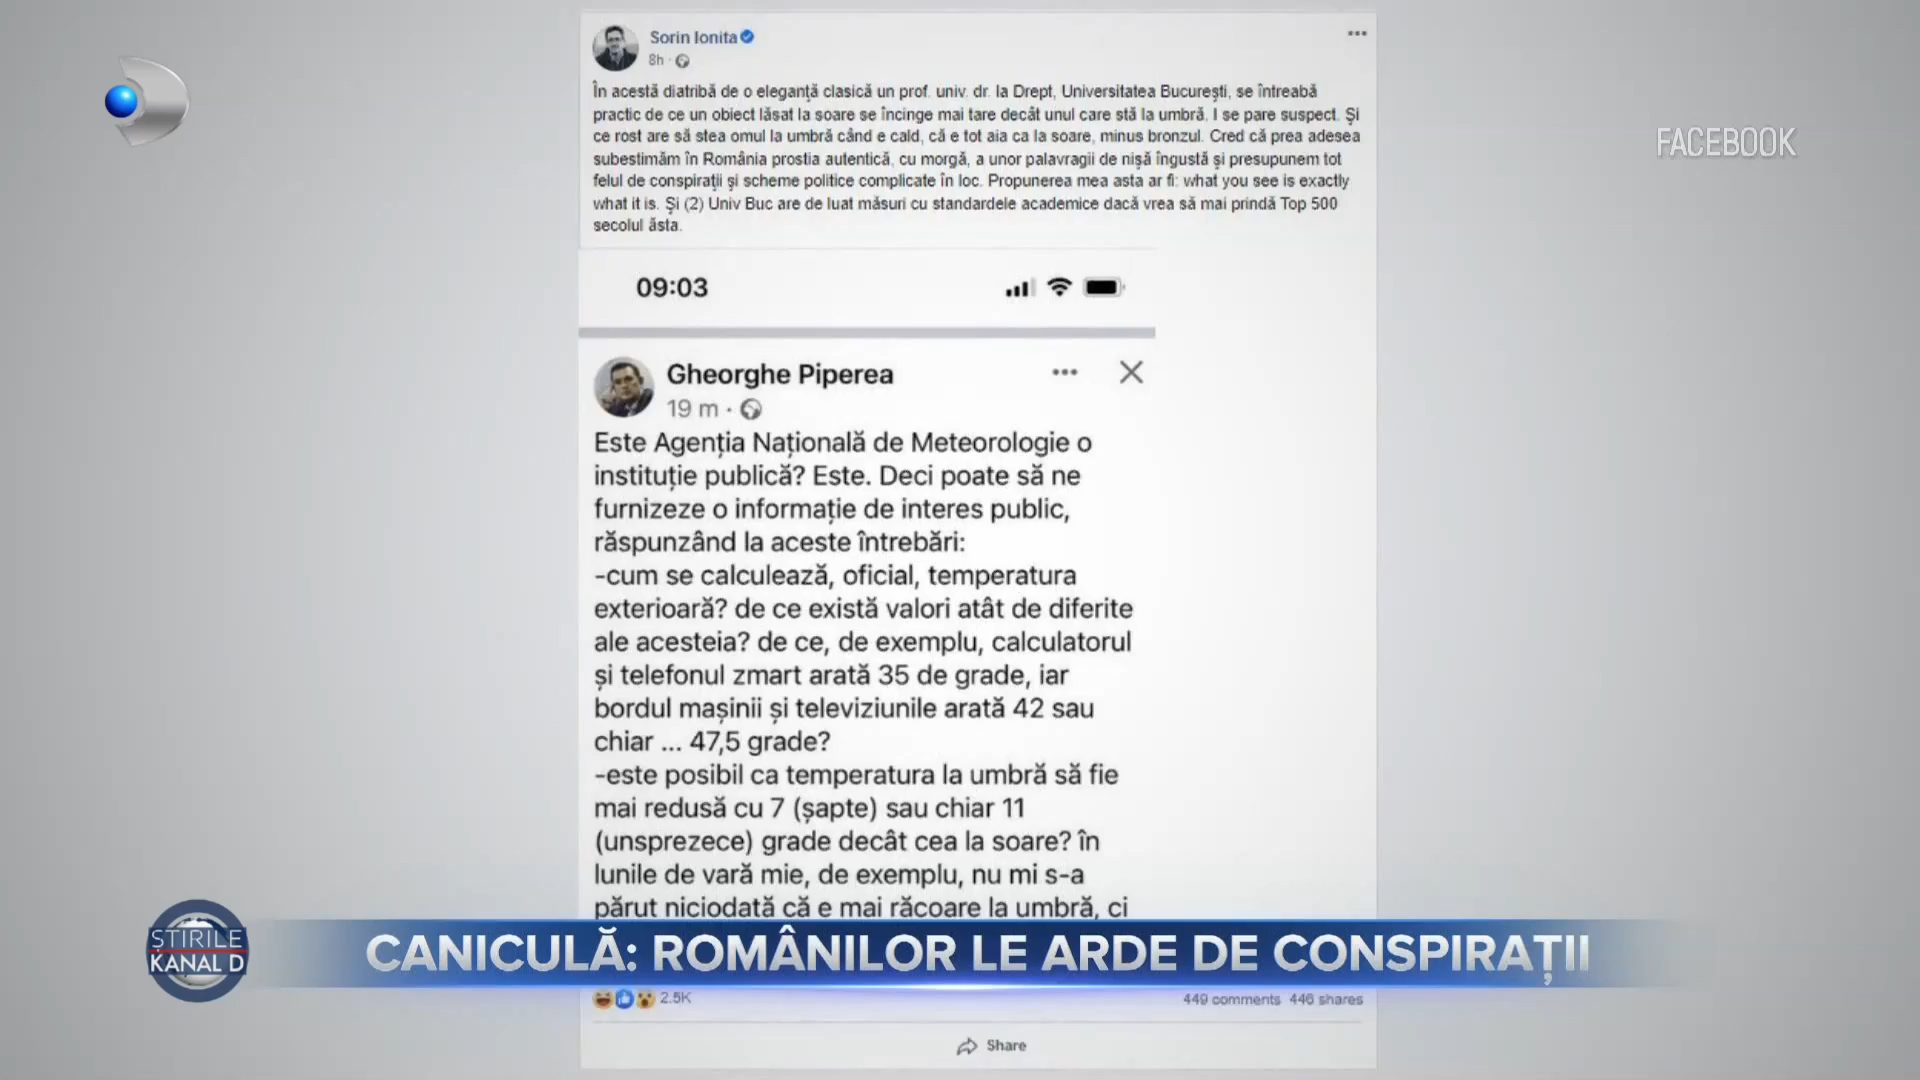 Sorin Ionita
8h ·
În acestă diatribă de o eleganță clasică un prof. univ. dr. la Drept, Universitatea București, se întreabă
practic de ce un obiect lăsat la soare se încinge mai tare decât unul care stă la umbră. I se pare suspect. Și
ce rost are să stea omul la umbră când e cald, că e tot aia ca la soare, minus bronzul. Cred că prea adesea
subestimăm în România prostia autentică, cu morgă, a unor palavragii de nișă îngustă și presupunem tot
felul de conspirații și scheme politice complicate în loc. Propunerea mea asta ar fi: what you see is exactly
what it is. Și (2) Univ Buc are de luat măsuri cu standardele academice dacă vrea să mai prindă Top 500
secolul ăsta.
FACEBOOK
09:03
Gheorghe Piperea
19 m ·
Este Agenția Națională de Meteorologie o
instituție publică? Este. Deci poate să ne
furnizeze o informație de interes public,
răspunzând la aceste întrebări:
-cum se calculează, oficial, temperatura
exterioară? de ce există valori atât de diferite
ale acesteia? de ce, de exemplu, calculatorul
și telefonul zmart arată 35 de grade, iar
bordul mașinii și televiziunile arată 42 sau
chiar ... 47,5 grade?
-este posibil ca temperatura la umbră să fie
mai redusă cu 7 (șapte) sau chiar 11
(unsprezece) grade decât cea la soare? în
lunile de vară mie, de exemplu, nu mi s-a
părut niciodată că e mai răcoare la umbră, ci
ȘTIRILE
KANAL D
CANICULĂ: ROMÂNILOR LE ARDE DE CONSPIRAȚII
2.5K
449 comments 446 shares
Share